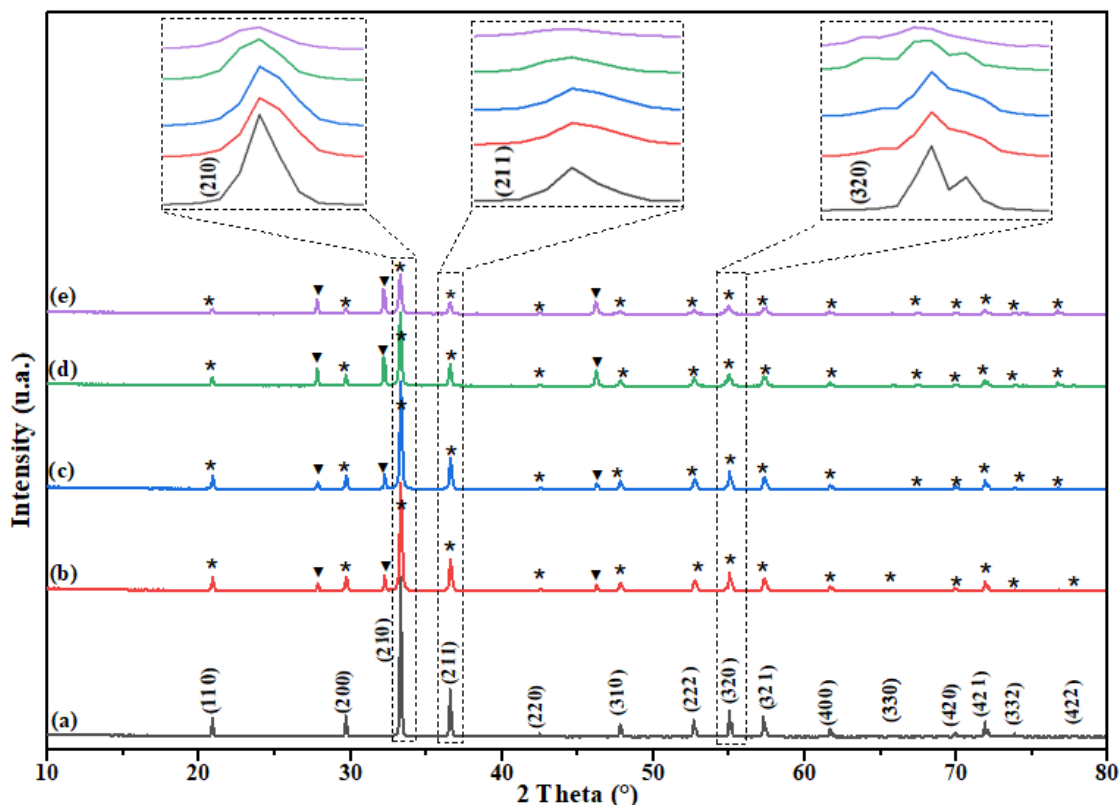 (210)
(211)
(320)
(e)
(d)
(c)
(b)
(a)
(110)
(200)
(210)
(211)
(220)
(310)
(222)
(320)
(321)
(400)
(330)
(420)
(421)
(332)
(422)
Intensity (u.a.)
10 20 30 40 50 60 70 80
2 Theta (°)